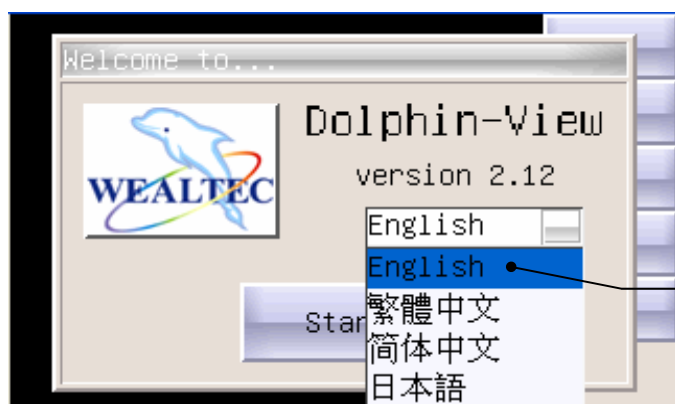 Welcome to...
Dolphin-View
WEALTEC
version 2.12
English
English
繁體中文
Star
简体中文
日本語